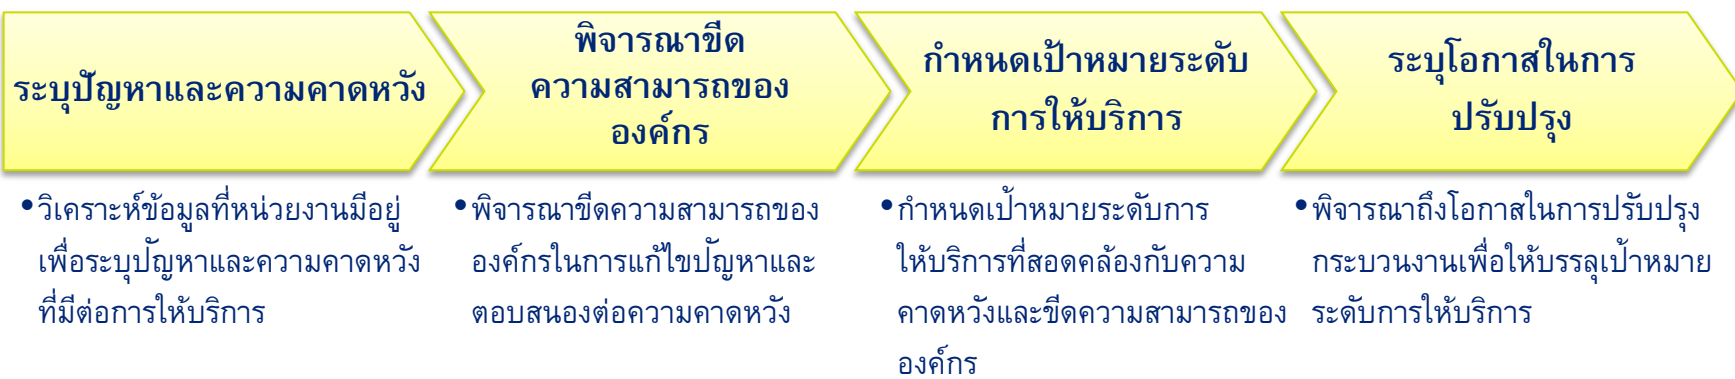 ระบุปัญหาและความคาดหวัง
พิจารณาขีด
ความสามารถของ
องค์กร
กำหนดเป้าหมายระดับ
การให้บริการ
ระบุโอกาสในการ
ปรับปรุง
•วิเคราะห์ข้อมูลที่หน่วยงานมีอยู่
เพื่อระบุปัญหาและความคาดหวัง
ที่มีต่อการให้บริการ
•พิจารณาขีดความสามารถของ
องค์กรในการแก้ไขปัญหาและ
ตอบสนองต่อความคาดหวัง
•กำหนดเป้าหมายระดับการ
ให้บริการที่สอดคล้องกับความ
คาดหวังและขีดความสามารถของ
องค์กร
•พิจารณาถึงโอกาสในการปรับปรุง
กระบวนงานเพื่อให้บรรลุเป้าหมาย
ระดับการให้บริการ